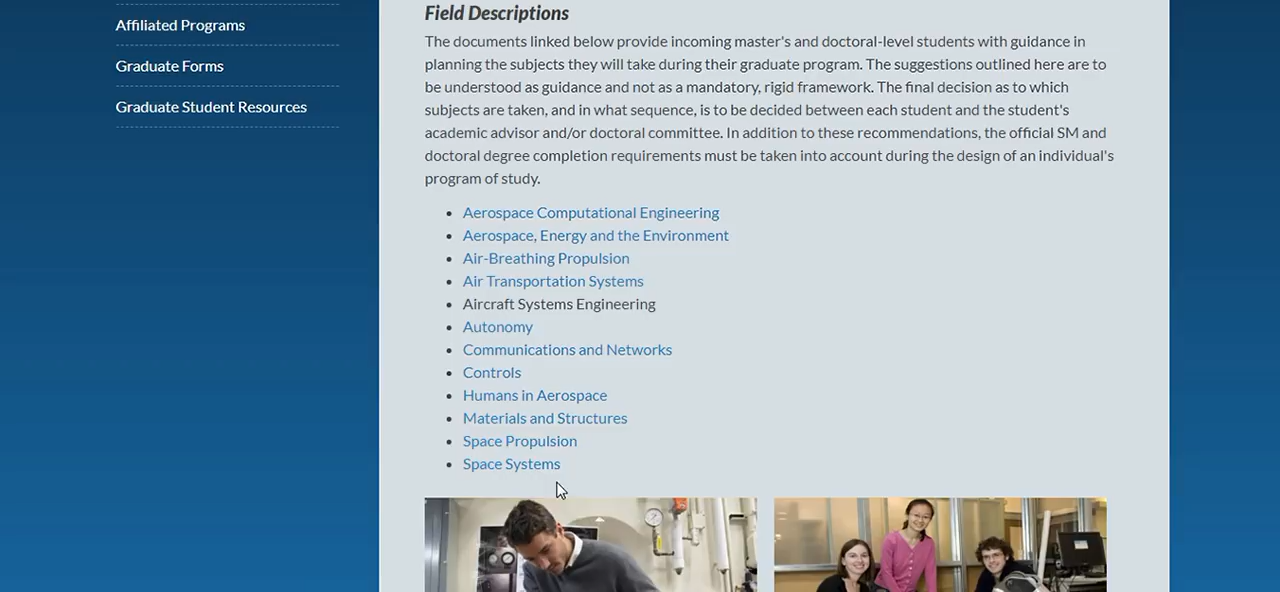 Affiliated Programs
Graduate Forms
Graduate Student Resources
Field Descriptions
The documents linked below provide incoming master's and doctoral-level students with guidance in
planning the subjects they will take during their graduate program. The suggestions outlined here are to
be understood as guidance and not as a mandatory, rigid framework. The final decision as to which
subjects are taken, and in what sequence, is to be decided between each student and the student's
academic advisor and/or doctoral committee. In addition to these recommendations, the official SM and
doctoral degree completion requirements must be taken into account during the design of an individual's
program of study.
Aerospace Computational Engineering
Aerospace, Energy and the Environment
Air-Breathing Propulsion
Air Transportation Systems
Aircraft Systems Engineering
Autonomy
Communications and Networks
Controls
Humans in Aerospace
Materials and Structures
Space Propulsion
Space Systems